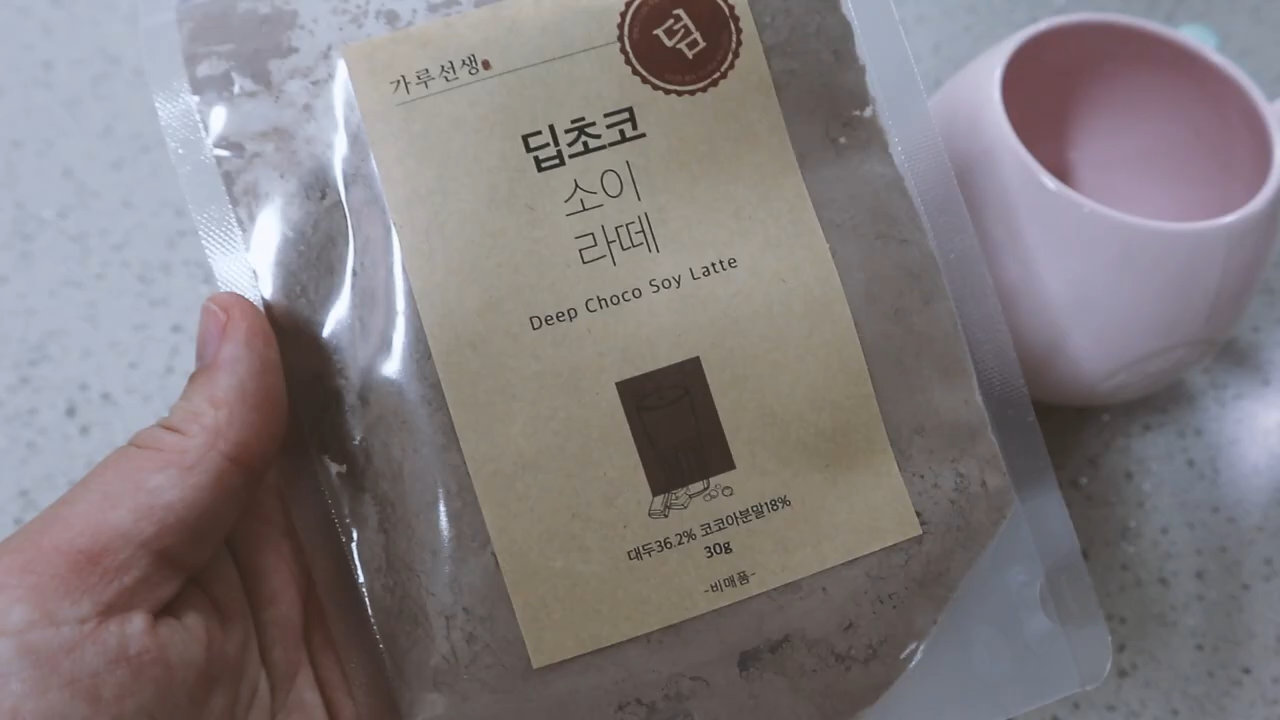 가루선생
덤
딥초코
소이
라떼
Deep Choco Soy Latte
대두36.2% 코코아분말18%
30g
-비매품-